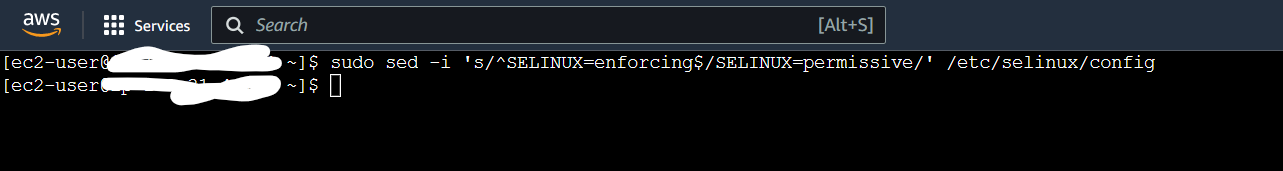 aws Services Search [Alt+S]
[ec2-user@ ~]$ sudo sed -i 's/^SELINUX=enforcing$/SELINUX=permissive/' /etc/selinux/config
[ec2-user@ ~]$